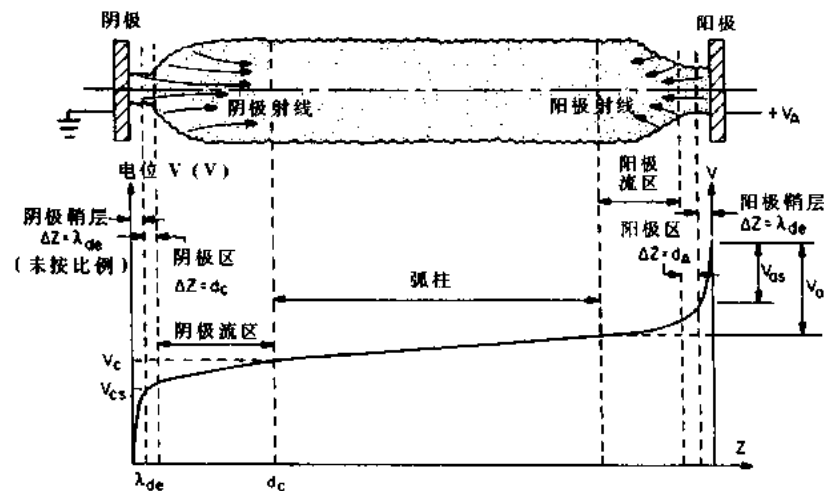 阴极
阳极
阴极射线
阳极射线
+VA
电位 V (V)
V
阳极
流区
阴极鞘层
ΔZ=λde
(未按比例)
阳极鞘层
ΔZ=λde
阳极区
ΔZ=dA
阴极区
ΔZ=dc
弧柱
Vas
Va
阴极流区
Vc
Vcs
Z
λde
dc